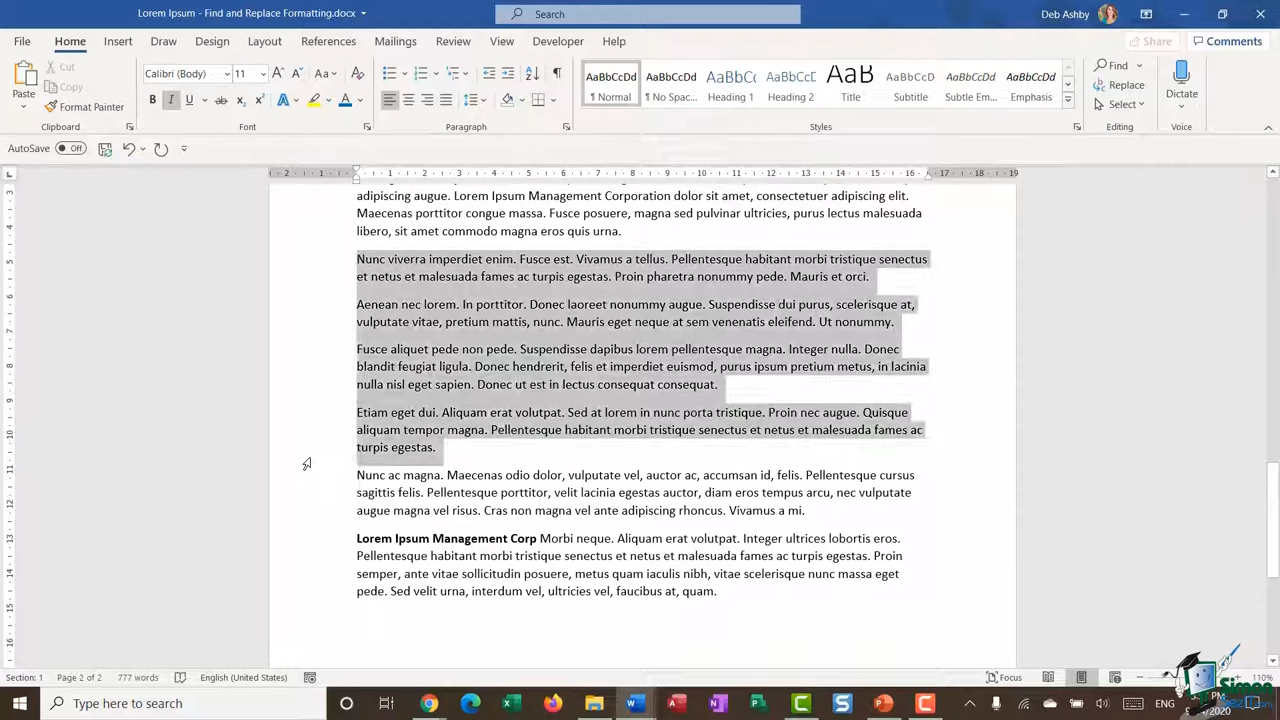 Lorem Ipsum - Find and Replace Formatting.docx
Search
Deb Ashby
File Home Insert Draw Design Layout References Mailings Review View Developer Help
Share Comments
Paste
Cut
Copy
Format Painter
Clipboard
Calibri (Body) 11
Font
Paragraph
AaBbCcDd ¶ Normal
AaBbCcDd ¶ No Spac...
AaBbCc Heading 1
AaBbCcE Heading 2
AaB Title
AaBbCcD Subtitle
AaBbCcDd Subtle Em...
AaBbCcDd Emphasis
Styles
Find
Replace
Select
Editing
Dictate
Voice
AutoSave Off
adipiscing augue. Lorem Ipsum Management Corporation dolor sit amet, consectetuer adipiscing elit.
Maecenas porttitor congue massa. Fusce posuere, magna sed pulvinar ultricies, purus lectus malesuada
libero, sit amet commodo magna eros quis urna.
Nunc viverra imperdiet enim. Fusce est. Vivamus a tellus. Pellentesque habitant morbi tristique senectus
et netus et malesuada fames ac turpis egestas. Proin pharetra nonummy pede. Mauris et orci.
Aenean nec lorem. In porttitor. Donec laoreet nonummy augue. Suspendisse dui purus, scelerisque at,
vulputate vitae, pretium mattis, nunc. Mauris eget neque at sem venenatis eleifend. Ut nonummy.
Fusce aliquet pede non pede. Suspendisse dapibus lorem pellentesque magna. Integer nulla. Donec
blandit feugiat ligula. Donec hendrerit, felis et imperdiet euismod, purus ipsum pretium metus, in lacinia
nulla nisl eget sapien. Donec ut est in lectus consequat consequat.
Etiam eget dui. Aliquam erat volutpat. Sed at lorem in nunc porta tristique. Proin nec augue. Quisque
aliquam tempor magna. Pellentesque habitant morbi tristique senectus et netus et malesuada fames ac
turpis egestas.
Nunc ac magna. Maecenas odio dolor, vulputate vel, auctor ac, accumsan id, felis. Pellentesque cursus
sagittis felis. Pellentesque porttitor, velit lacinia egestas auctor, diam eros tempus arcu, nec vulputate
augue magna vel risus. Cras non magna vel ante adipiscing rhoncus. Vivamus a mi.
Lorem Ipsum Management Corp Morbi neque. Aliquam erat volutpat. Integer ultrices lobortis eros.
Pellentesque habitant morbi tristique senectus et netus et malesuada fames ac turpis egestas. Proin
semper, ante vitae sollicitudin posuere, metus quam iaculis nibh, vitae scelerisque nunc massa eget
pede. Sed velit urna, interdum vel, ultricies vel, faucibus at, quam.
Section: 1 Page 2 of 2 777 words English (United States) Focus 110%
Type here to search
ENG